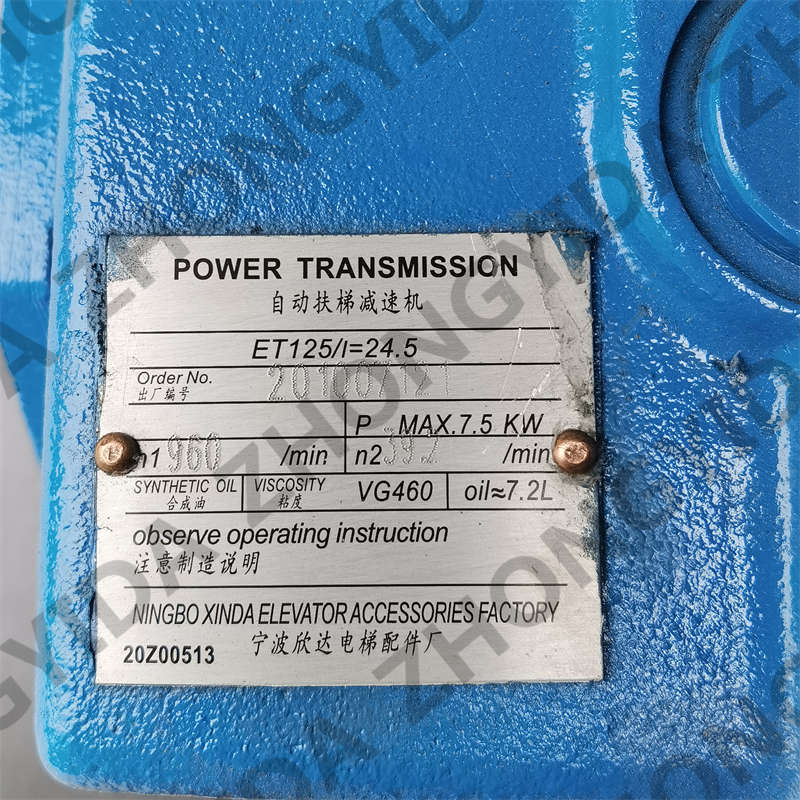 POWER TRANSMISSION
自动扶梯减速机
ET125/I=24.5
Order No.
出厂编号
P MAX.7.5 KW
n1 960 /min n2 39.2 /min
SYNTHETIC OIL VISCOSITY VG460 oil≈7.2L
合成油 粘度
observe operating instruction
注意制造说明
NINGBO XINDA ELEVATOR ACCESSORIES FACTORY
20Z00513 宁波欣达电梯配件厂
ZHONGYIDA